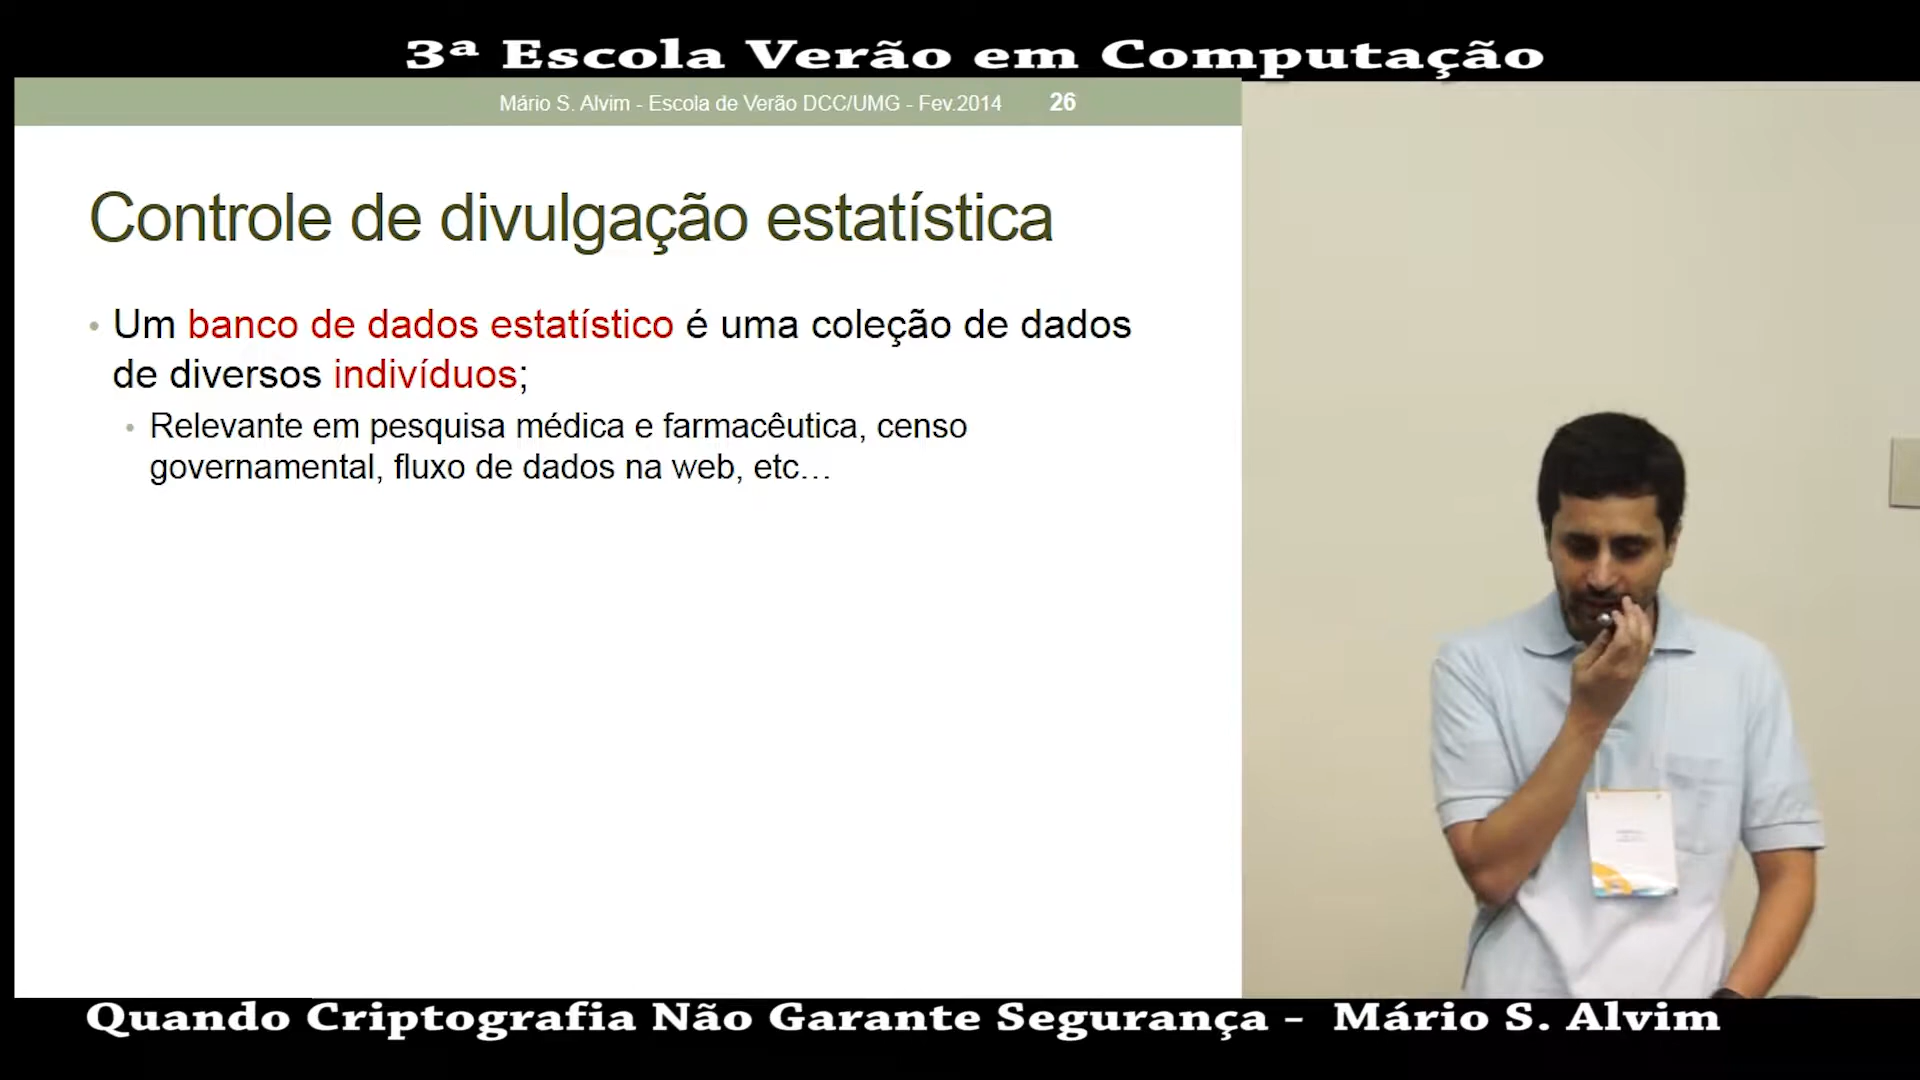 3ª Escola Verão em Computação
Mário S. Alvim - Escola de Verão DCC/UMG - Fev.2014 26
Controle de divulgação estatística
• Um banco de dados estatístico é uma coleção de dados
de diversos indivíduos;
• Relevante em pesquisa médica e farmacêutica, censo
governamental, fluxo de dados na web, etc…
Quando Criptografia Não Garante Segurança - Mário S. Alvim